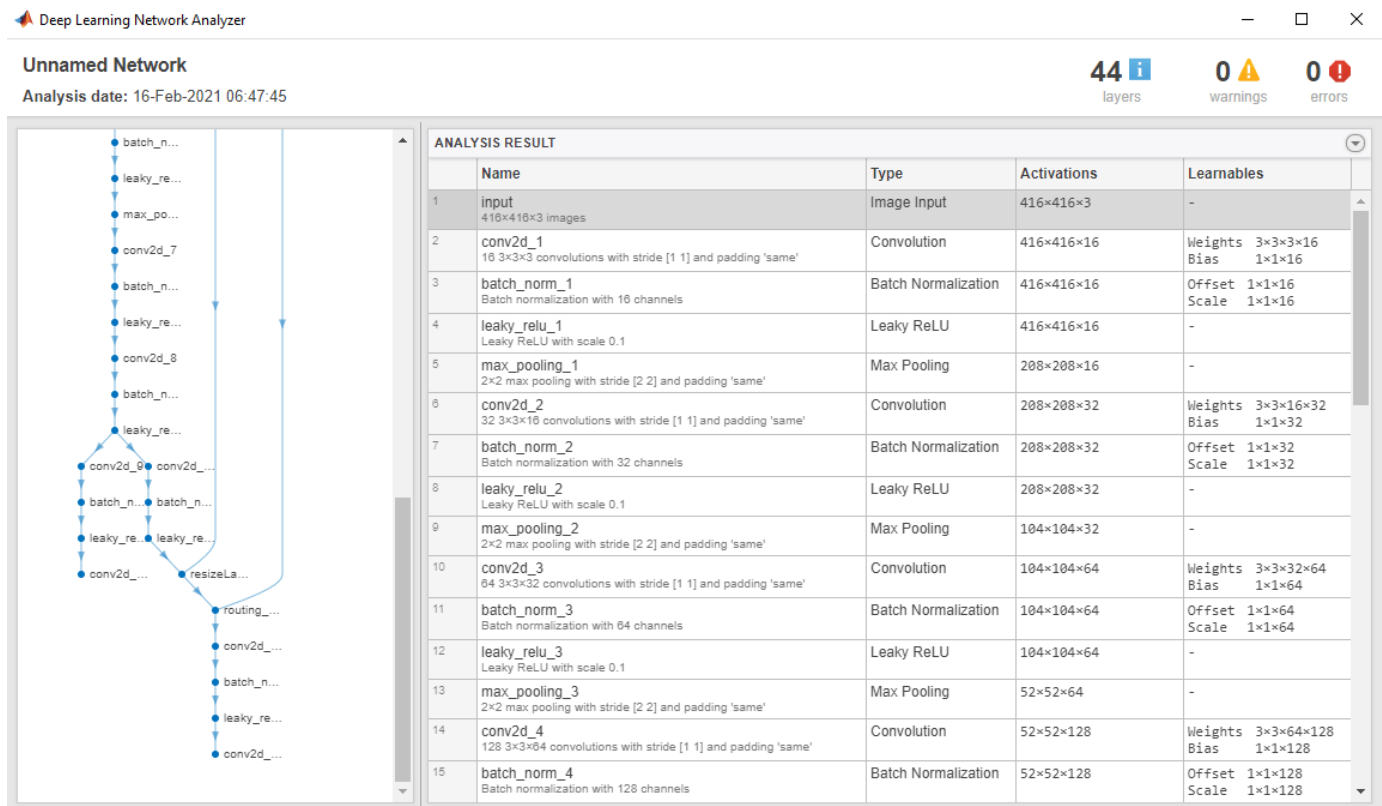 Deep Learning Network Analyzer
Unnamed Network
Analysis date: 16-Feb-2021 06:47:45
44 i
layers
0
warnings
0
errors
batch_n...
leaky_re...
max_po...
conv2d_7
batch_n...
leaky_re...
conv2d_8
batch_n...
leaky_re...
conv2d_9 conv2d_...
batch_n... batch_n...
leaky_re... leaky_re...
conv2d_... resizeLa...
routing_...
conv2d_...
batch_n...
leaky_re...
conv2d_...
ANALYSIS RESULT
Name Type Activations Learnables
1 input Image Input 416×416×3 -
416×416×3 images
2 conv2d_1 Convolution 416×416×16 Weights 3×3×3×16
16 3×3×3 convolutions with stride [1 1] and padding 'same' Bias 1×1×16
3 batch_norm_1 Batch Normalization 416×416×16 Offset 1×1×16
Batch normalization with 16 channels Scale 1×1×16
4 leaky_relu_1 Leaky ReLU 416×416×16 -
Leaky ReLU with scale 0.1
5 max_pooling_1 Max Pooling 208×208×16 -
2×2 max pooling with stride [2 2] and padding 'same'
6 conv2d_2 Convolution 208×208×32 Weights 3×3×16×32
32 3×3×16 convolutions with stride [1 1] and padding 'same' Bias 1×1×32
7 batch_norm_2 Batch Normalization 208×208×32 Offset 1×1×32
Batch normalization with 32 channels Scale 1×1×32
8 leaky_relu_2 Leaky ReLU 208×208×32 -
Leaky ReLU with scale 0.1
9 max_pooling_2 Max Pooling 104×104×32 -
2×2 max pooling with stride [2 2] and padding 'same'
10 conv2d_3 Convolution 104×104×64 Weights 3×3×32×64
64 3×3×32 convolutions with stride [1 1] and padding 'same' Bias 1×1×64
11 batch_norm_3 Batch Normalization 104×104×64 Offset 1×1×64
Batch normalization with 64 channels Scale 1×1×64
12 leaky_relu_3 Leaky ReLU 104×104×64 -
Leaky ReLU with scale 0.1
13 max_pooling_3 Max Pooling 52×52×64 -
2×2 max pooling with stride [2 2] and padding 'same'
14 conv2d_4 Convolution 52×52×128 Weights 3×3×64×128
128 3×3×64 convolutions with stride [1 1] and padding 'same' Bias 1×1×128
15 batch_norm_4 Batch Normalization 52×52×128 Offset 1×1×128
Batch normalization with 128 channels Scale 1×1×128